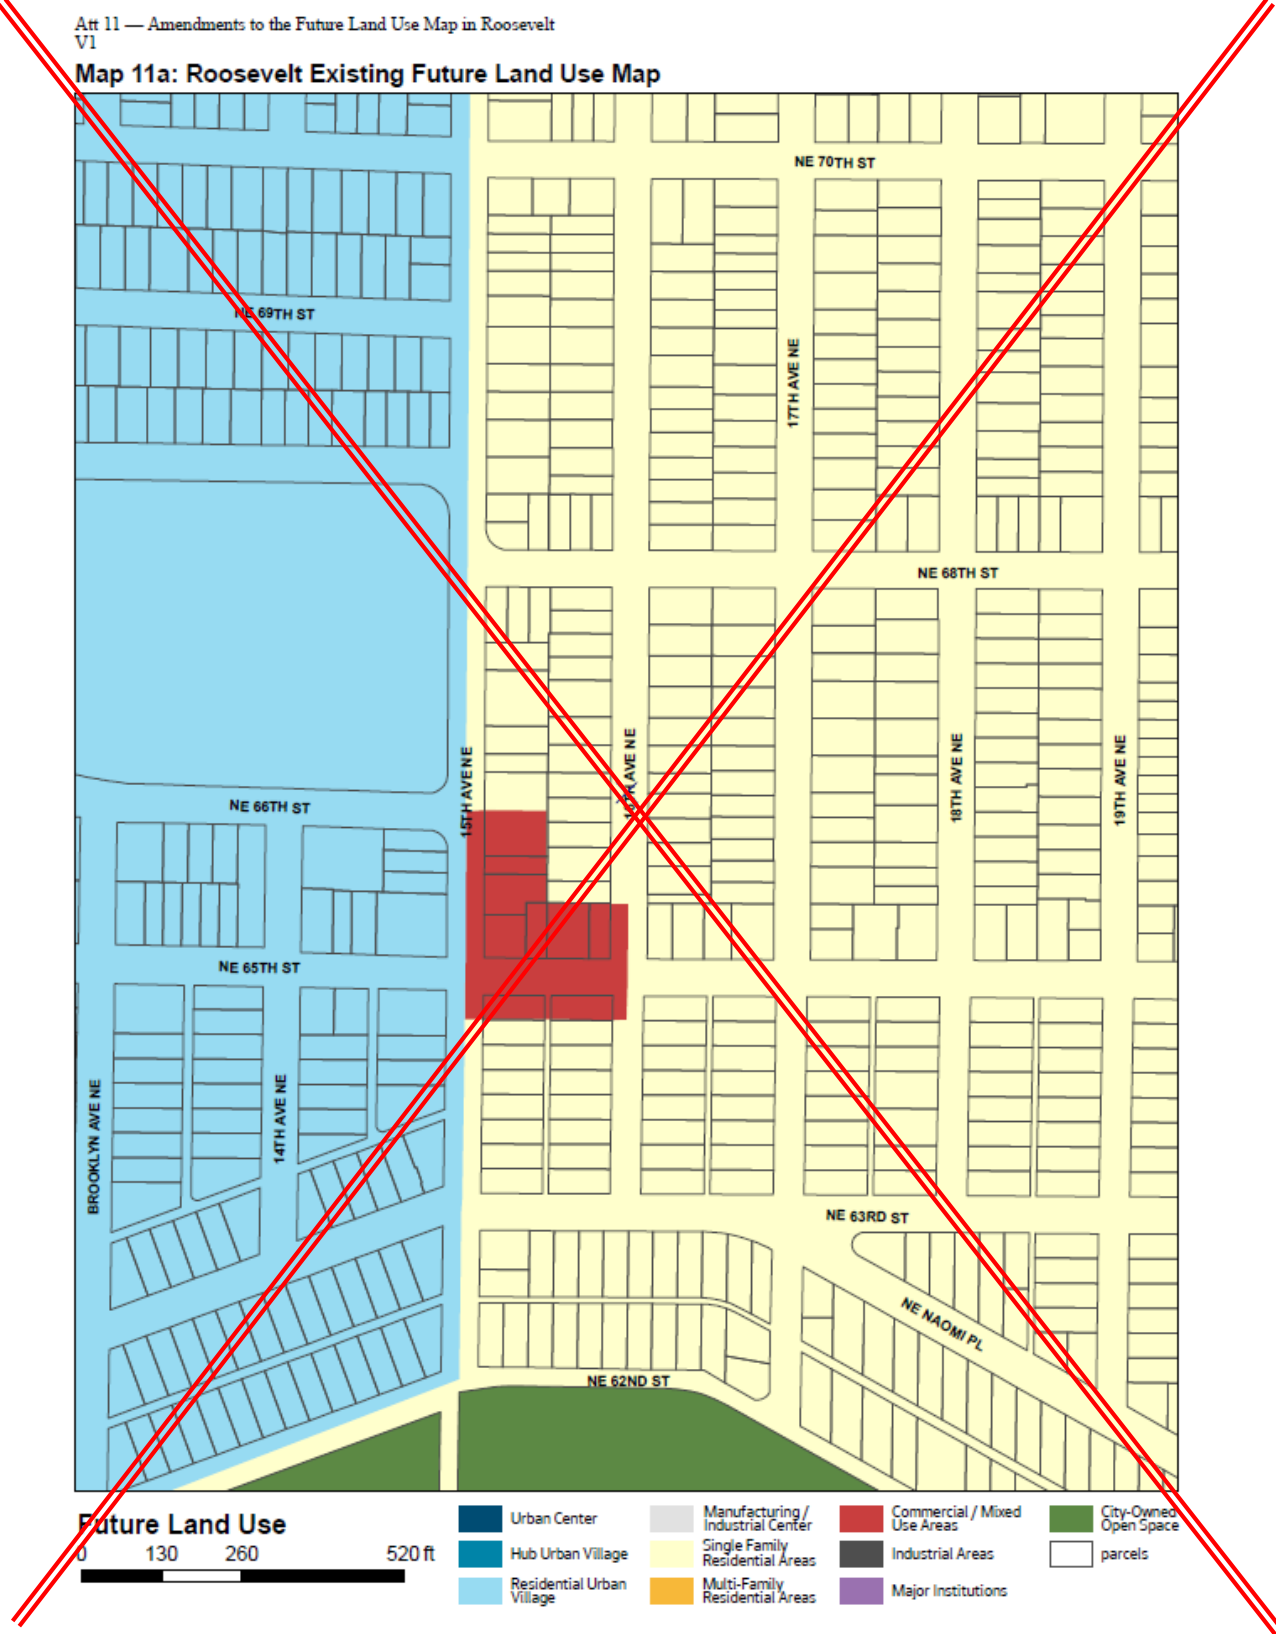 Att 11 — Amendments to the Future Land Use Map in Roosevelt
V1
Map 11a: Roosevelt Existing Future Land Use Map
NE 70TH ST
NE 69TH ST
17TH AVE NE
NE 68TH ST
15TH AVE NE
16TH AVE NE
18TH AVE NE
19TH AVE NE
NE 66TH ST
NE 65TH ST
BROOKLYN AVE NE
14TH AVE NE
NE 63RD ST
NE NAOMI PL
NE 62ND ST
Future Land Use
0 130 260 520 ft
Urban Center
Hub Urban Village
Residential Urban
Village
Manufacturing /
Industrial Center
Single Family
Residential Areas
Multi-Family
Residential Areas
Commercial / Mixed
Use Areas
Industrial Areas
Major Institutions
City-Owned
Open Space
parcels